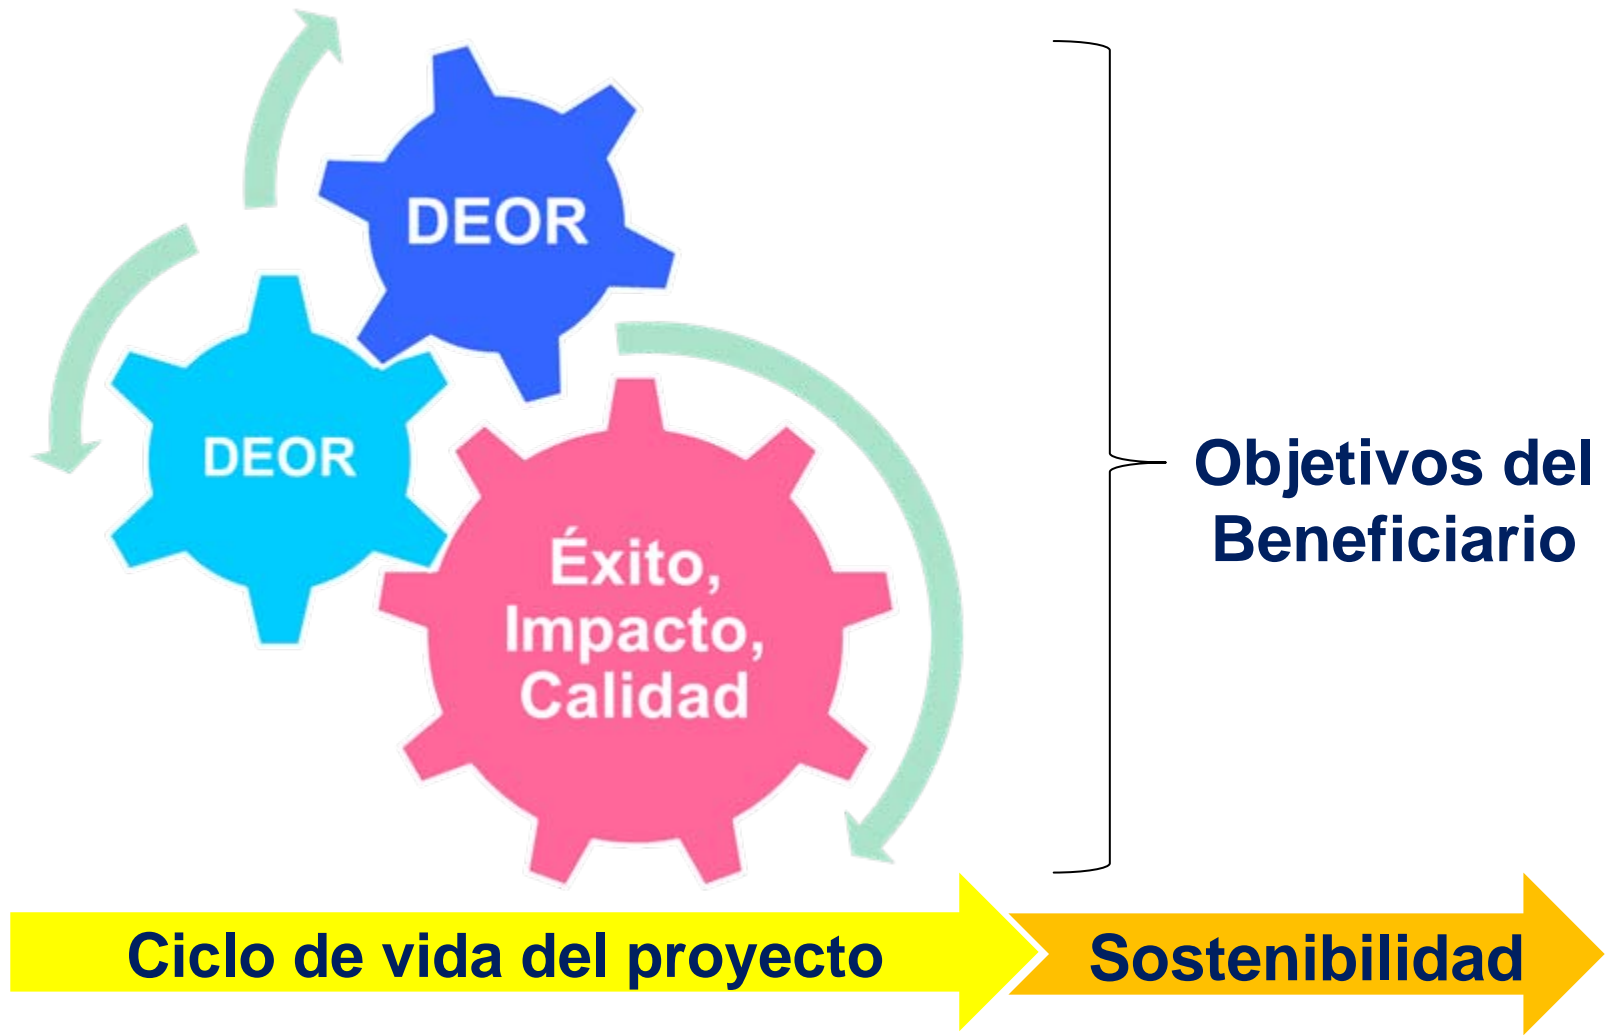 DEOR
DEOR
Éxito,
Impacto,
Calidad
Objetivos del
Beneficiario
Ciclo de vida del proyecto
Sostenibilidad